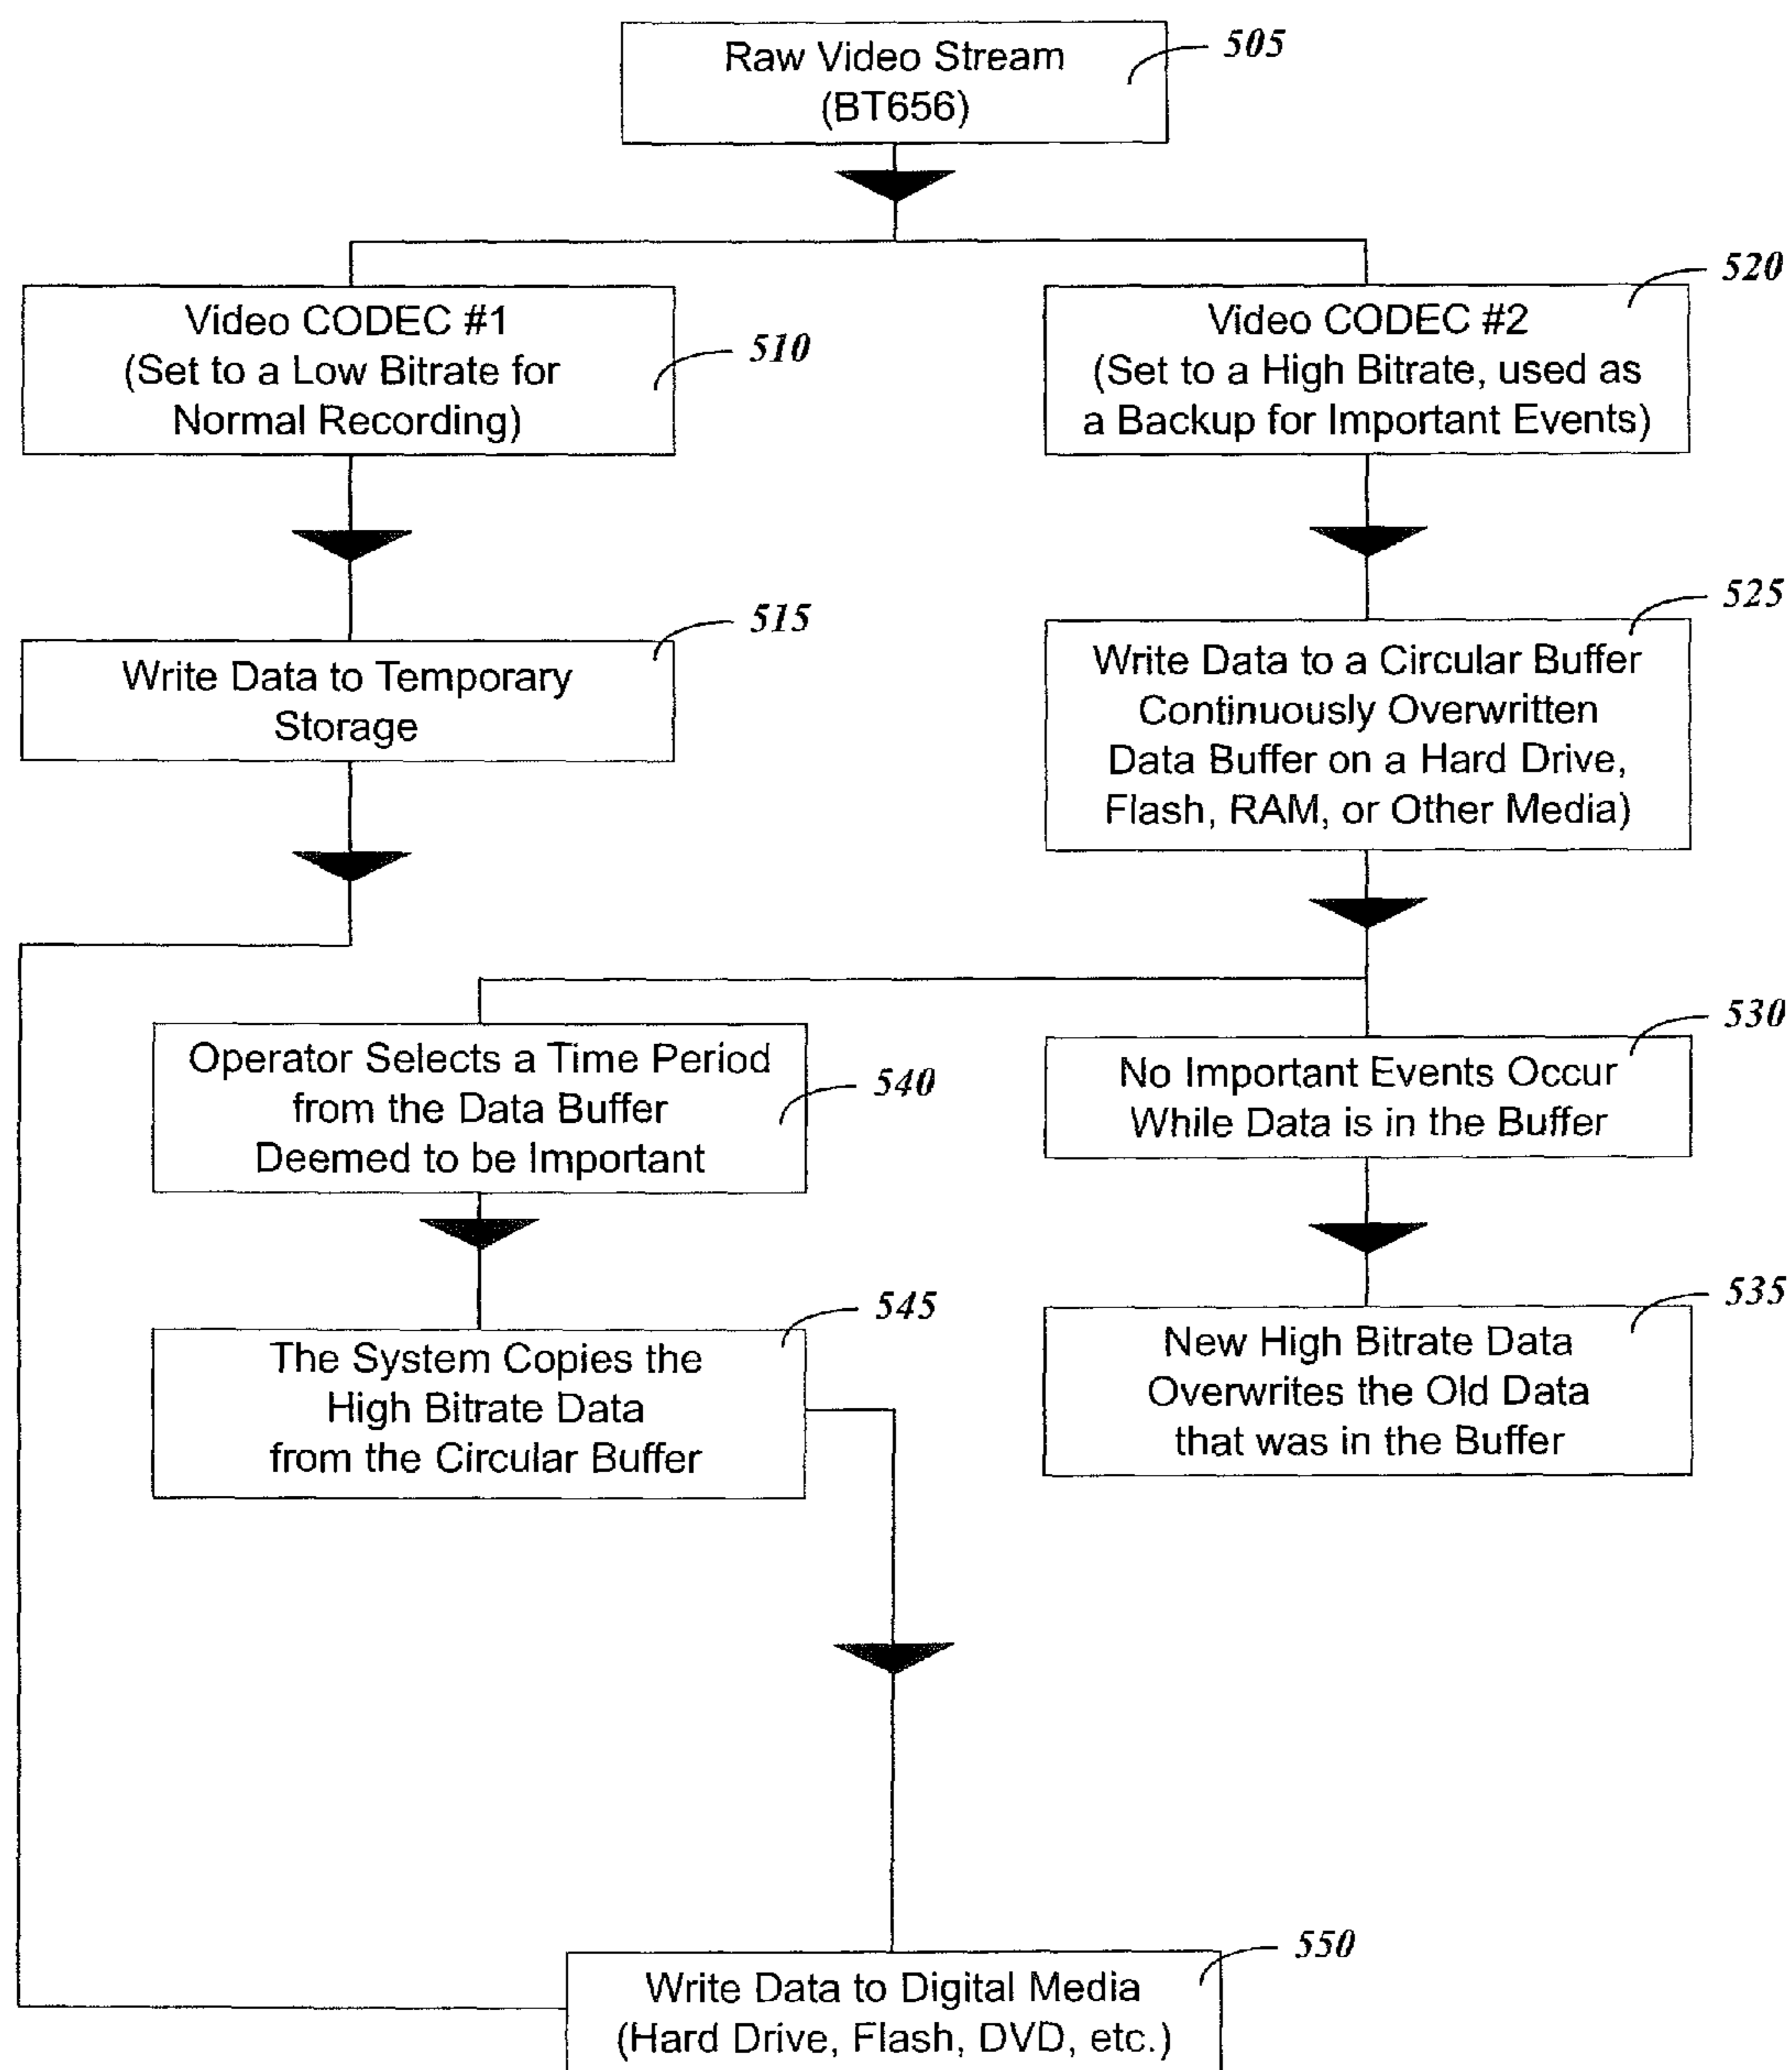 Raw Video Stream
(BT656)
505
Video CODEC #1
(Set to a Low Bitrate for
Normal Recording)
510
Video CODEC #2
(Set to a High Bitrate, used as
a Backup for Important Events)
520
Write Data to Temporary
Storage
515
Write Data to a Circular Buffer
Continuously Overwritten
Data Buffer on a Hard Drive,
Flash, RAM, or Other Media)
525
Operator Selects a Time Period
from the Data Buffer
Deemed to be Important
540
No Important Events Occur
While Data is in the Buffer
530
The System Copies the
High Bitrate Data
from the Circular Buffer
545
New High Bitrate Data
Overwrites the Old Data
that was in the Buffer
535
Write Data to Digital Media
(Hard Drive, Flash, DVD, etc.)
550